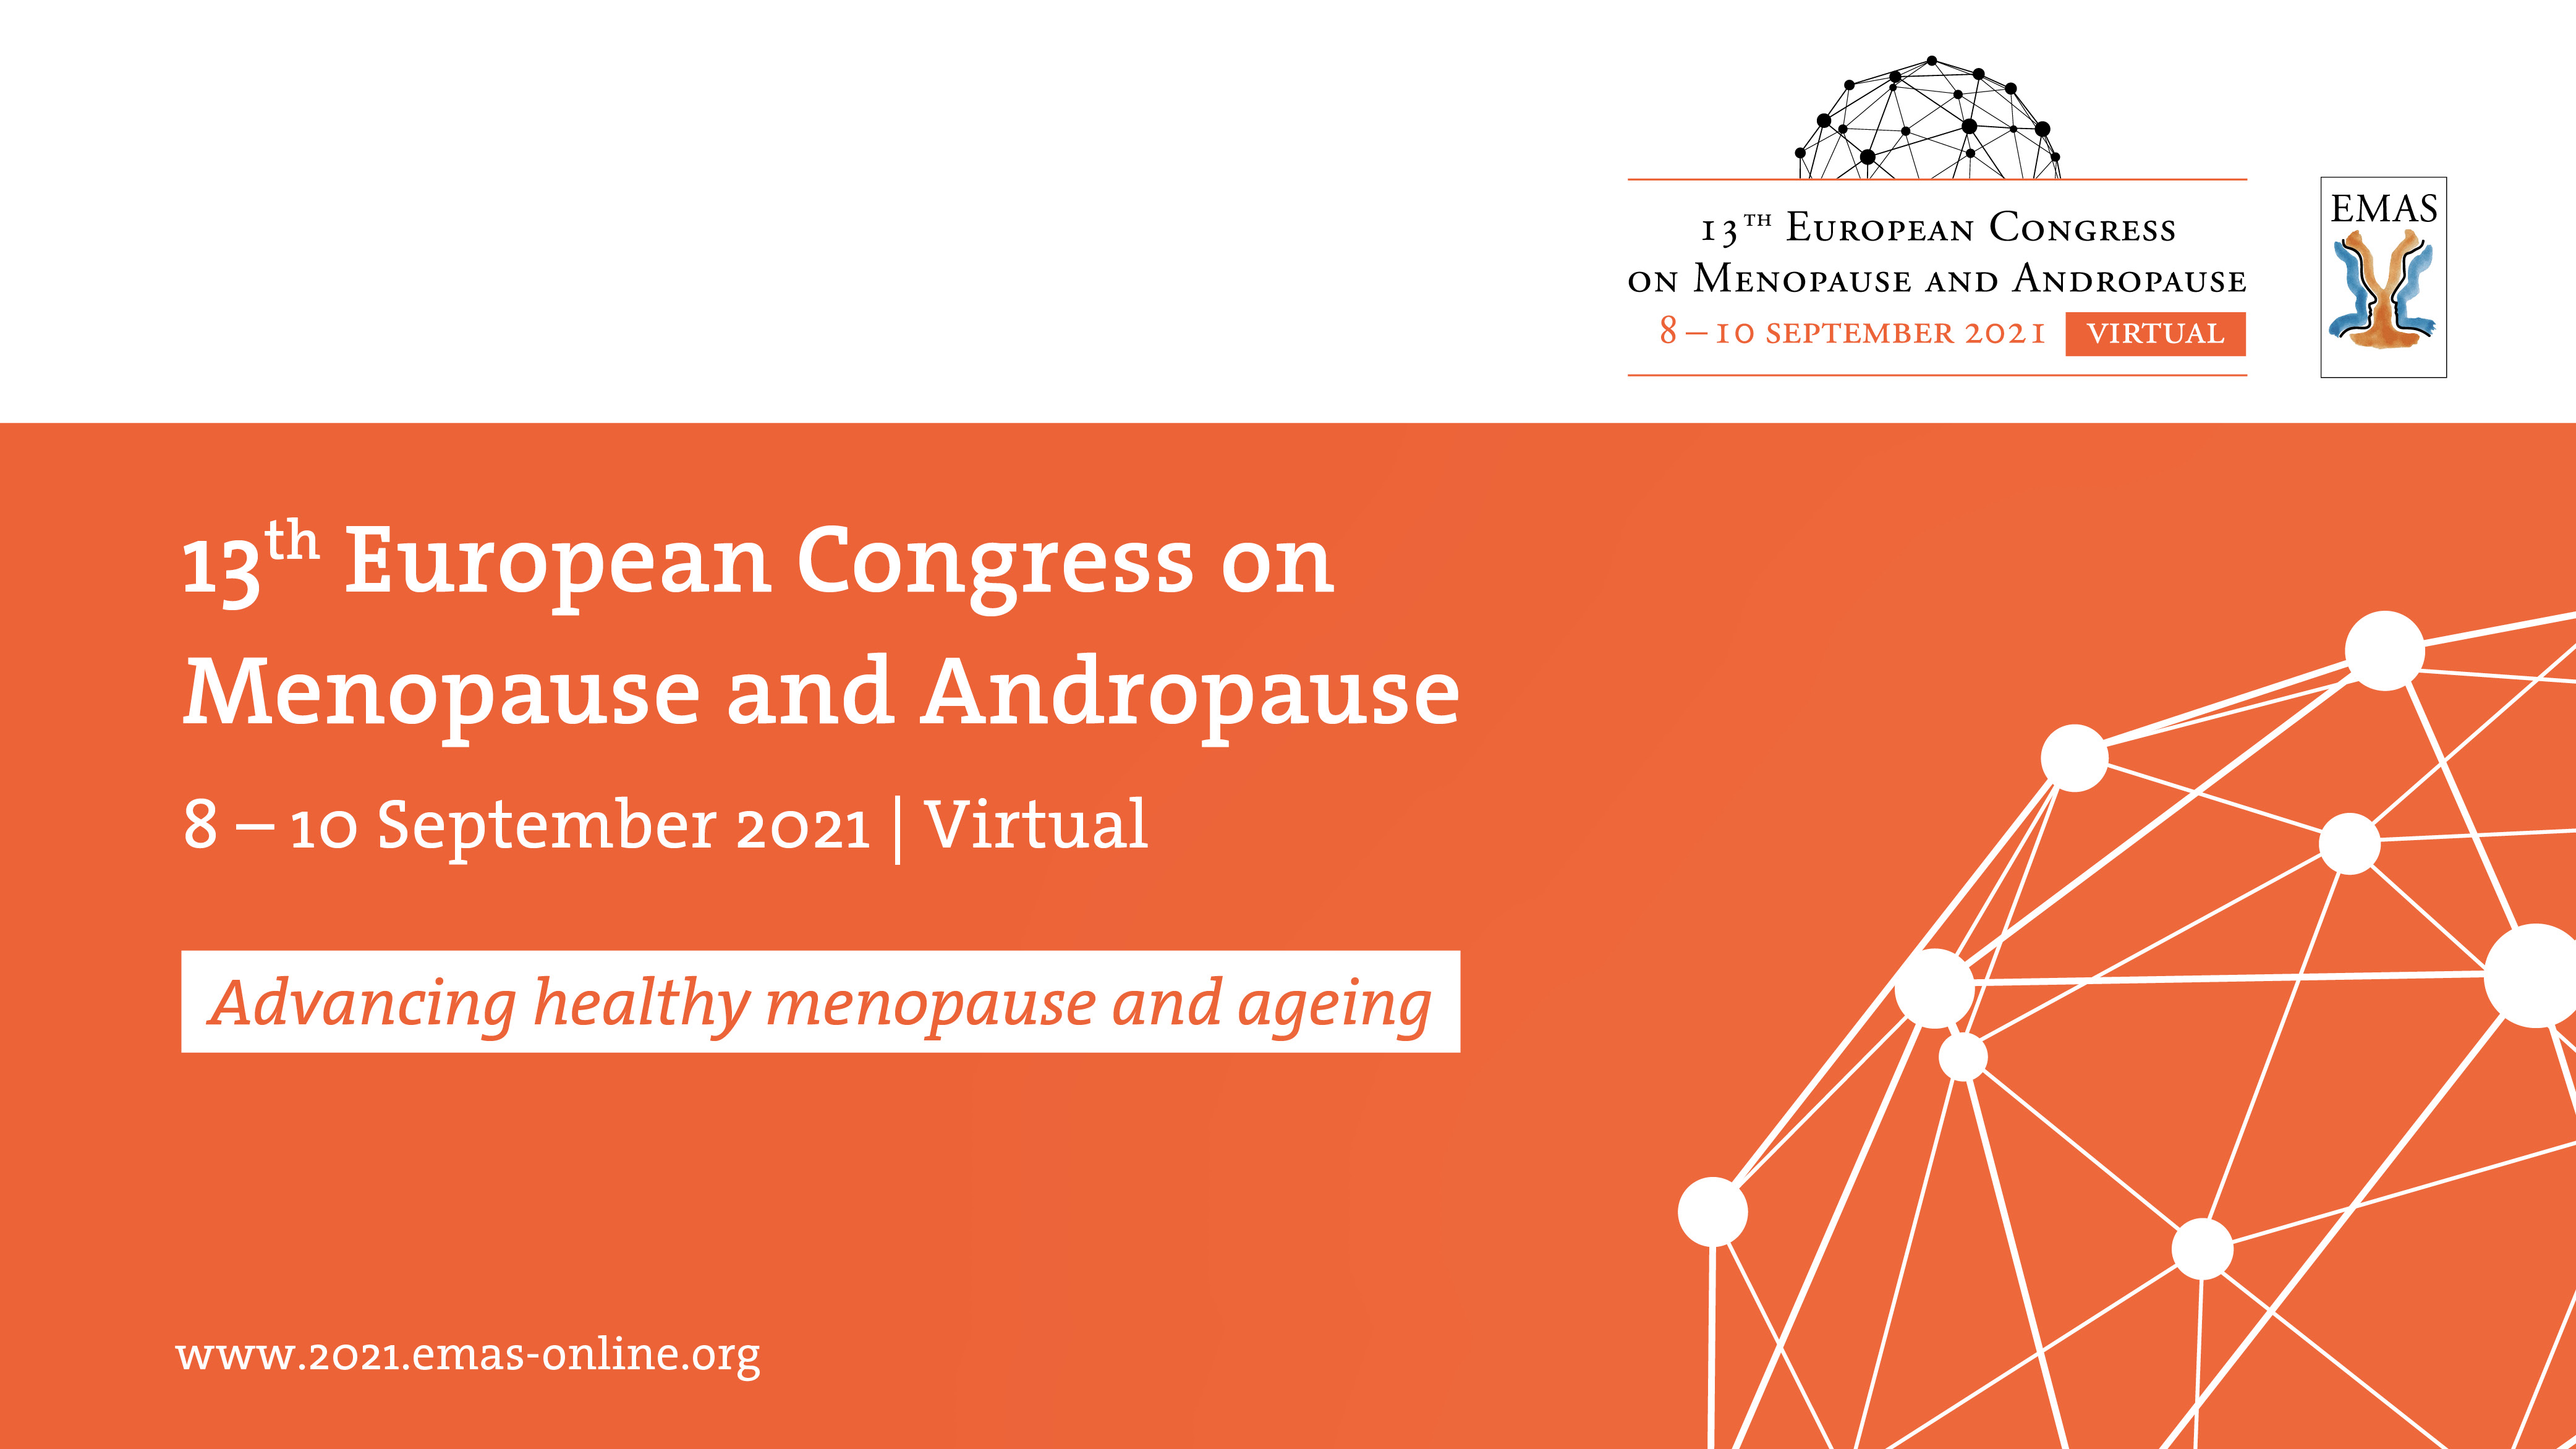 13TH European Congress
on Menopause and Andropause
8 – 10 september 2021 virtual
EMAS
13th European Congress on
Menopause and Andropause
8 – 10 September 2021 | Virtual
Advancing healthy menopause and ageing
www.2021.emas-online.org